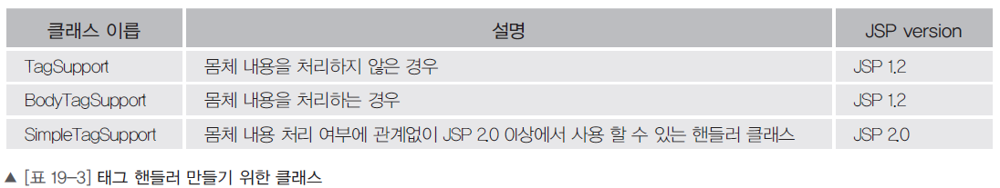 클래스 이름 설명 JSP version
TagSupport 몸체 내용을 처리하지 않은 경우 JSP 1.2
BodyTagSupport 몸체 내용을 처리하는 경우 JSP 1.2
SimpleTagSupport 몸체 내용 처리 여부에 관계없이 JSP 2.0 이상에서 사용 할 수 있는 핸들러 클래스 JSP 2.0
▲ [표 19-3] 태그 핸들러 만들기 위한 클래스